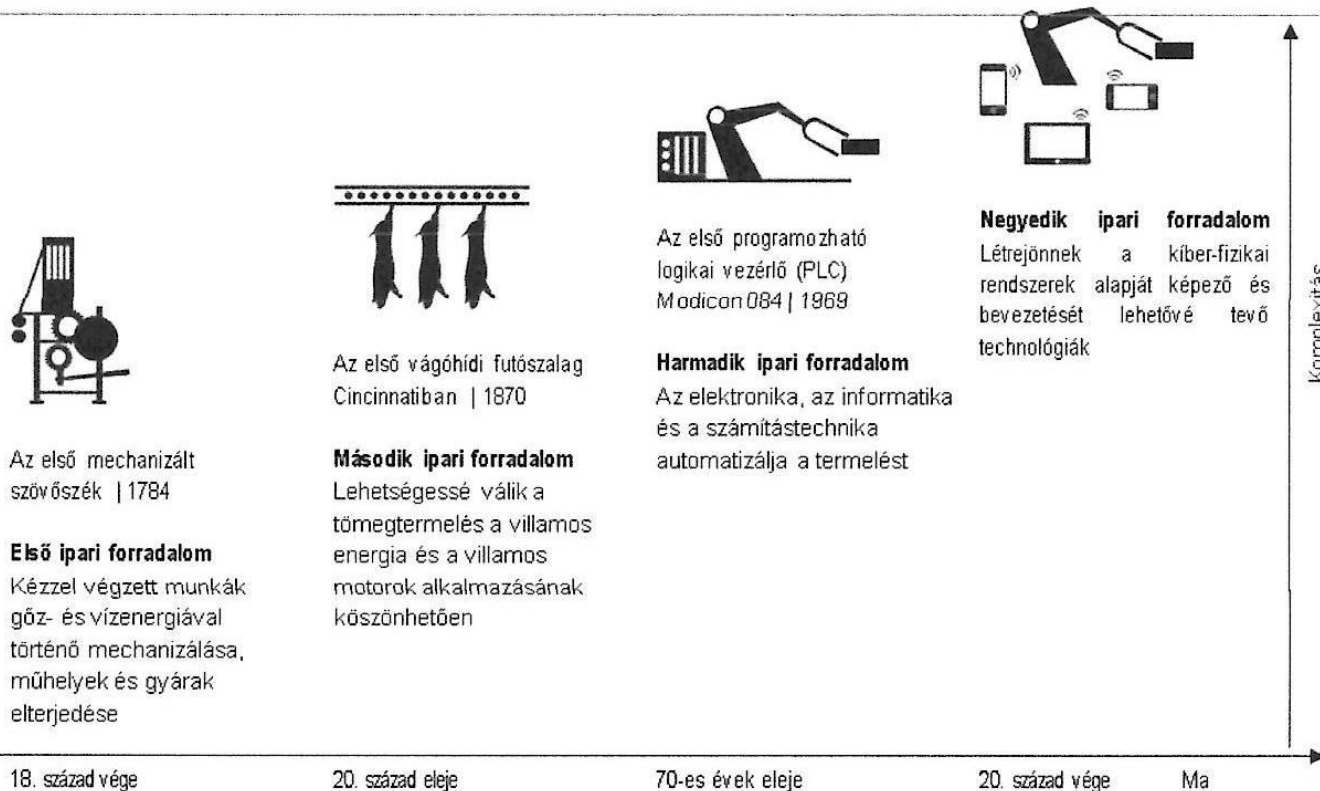 Az első mechanizált
szövőszék | 1784
Első ipari forradalom
Kézzel végzett munkák
gőz- és vízenergiával
történő mechanizálása,
műhelyek és gyárak
elterjedése
Az első vágóhídi futószalag
Cincinnatiban | 1870
Második ipari forradalom
Lehetségessé válik a
tömegtermelés a villamos
energia és a villamos
motorok alkalmazásának
köszönhetően
Az első programozható
logikai vezérlő (PLC)
Modicon 084 | 1969
Harmadik ipari forradalom
Az elektronika, az informatika
és a számítástechnika
automatizálja a termelést
Negyedik ipari forradalom
Létrejönnek a kíber-fizikai
rendszerek alapját képező és
bevezetését lehetővé tevő
technológiák
Komplexitás
18. század vége
20. század eleje
70-es évek eleje
20. század vége
Ma